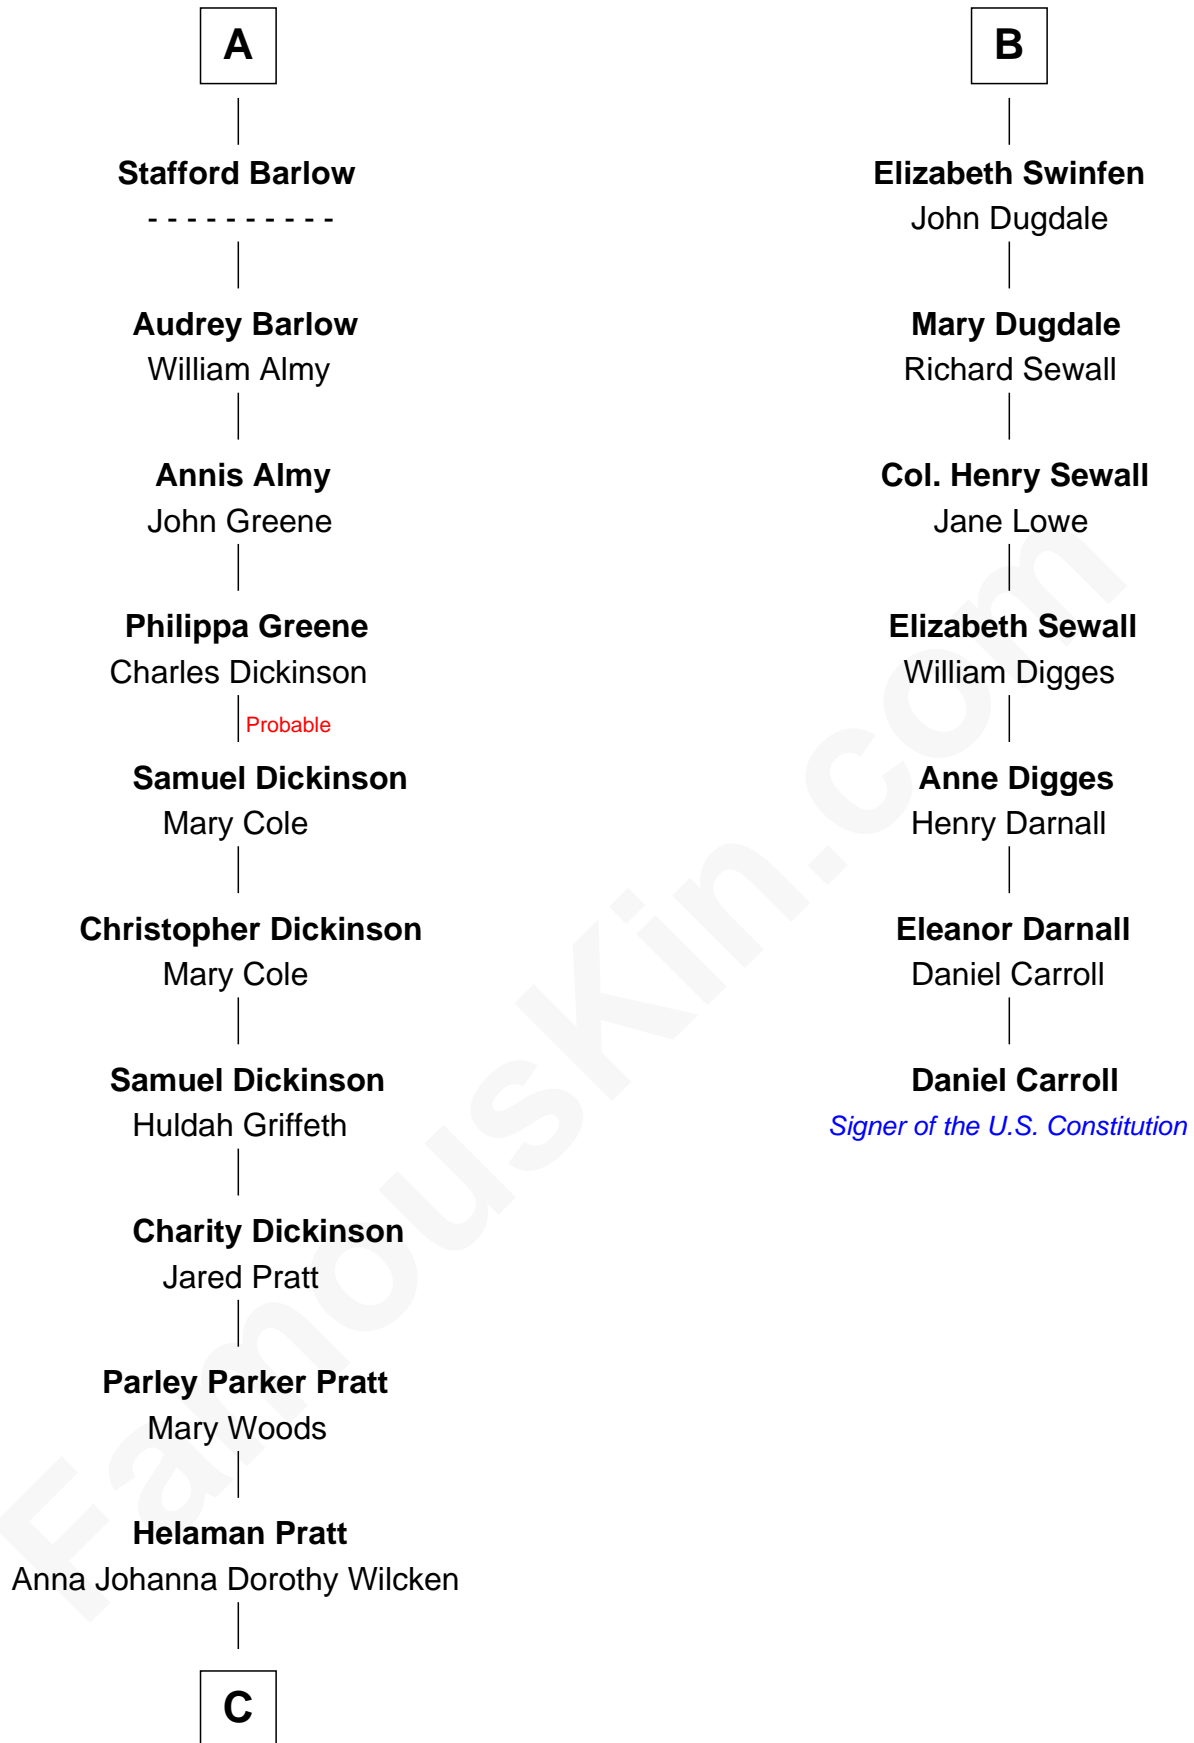 A
Stafford Barlow
- - - - - - - - - -
Audrey Barlow
William Almy
Annis Almy
John Greene
Philippa Greene
Charles Dickinson
Probable
Samuel Dickinson
Mary Cole
Christopher Dickinson
Mary Cole
Samuel Dickinson
Huldah Griffeth
Charity Dickinson
Jared Pratt
Parley Parker Pratt
Mary Woods
Helaman Pratt
Anna Johanna Dorothy Wilcken
C
B
Elizabeth Swinfen
John Dugdale
Mary Dugdale
Richard Sewall
Col. Henry Sewall
Jane Lowe
Elizabeth Sewall
William Digges
Anne Digges
Henry Darnall
Eleanor Darnall
Daniel Carroll
Daniel Carroll
Signer of the U.S. Constitution
FamousKin.com